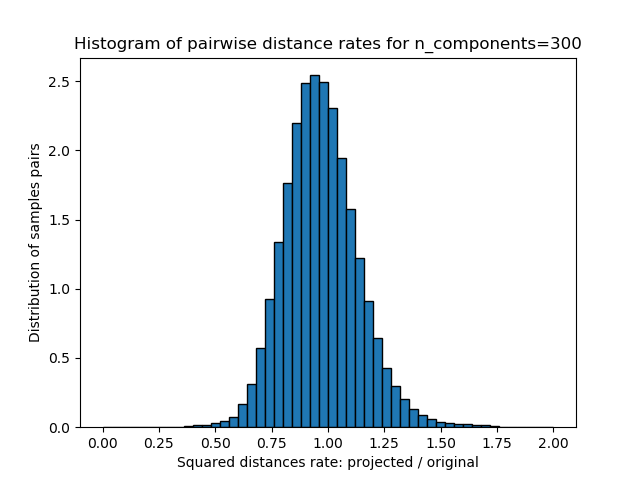 Histogram of pairwise distance rates for n_components=300
Distribution of samples pairs
2.5
2.0
1.5
1.0
0.5
0.0
0.00 0.25 0.50 0.75 1.00 1.25 1.50 1.75 2.00
Squared distances rate: projected / original